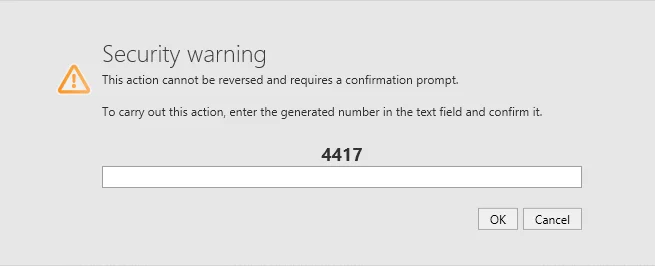 Security warning
This action cannot be reversed and requires a confirmation prompt.
To carry out this action, enter the generated number in the text field and confirm it.
4417
OK Cancel